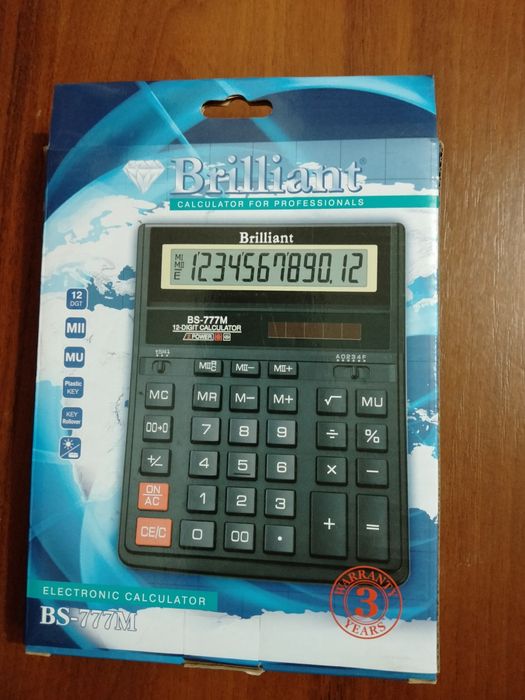 Brilliant®
CALCULATOR FOR PROFESSIONALS
Brilliant
MI
MII
E
1234567890.12
BS-777M
12-DIGIT CALCULATOR
2 POWER
12
DGT
MII
MU
Plastic
KEY
KEY
Rollover
A0234F
MII– MII+
MC MR M– M+ √ MU
00→0 7 8 9 ÷ %
+/– 4 5 6 × –
ON
AC 1 2 3 + =
CE/C 0 00 •
ELECTRONIC CALCULATOR
BS-777M
WARRANTY
3
YEARS